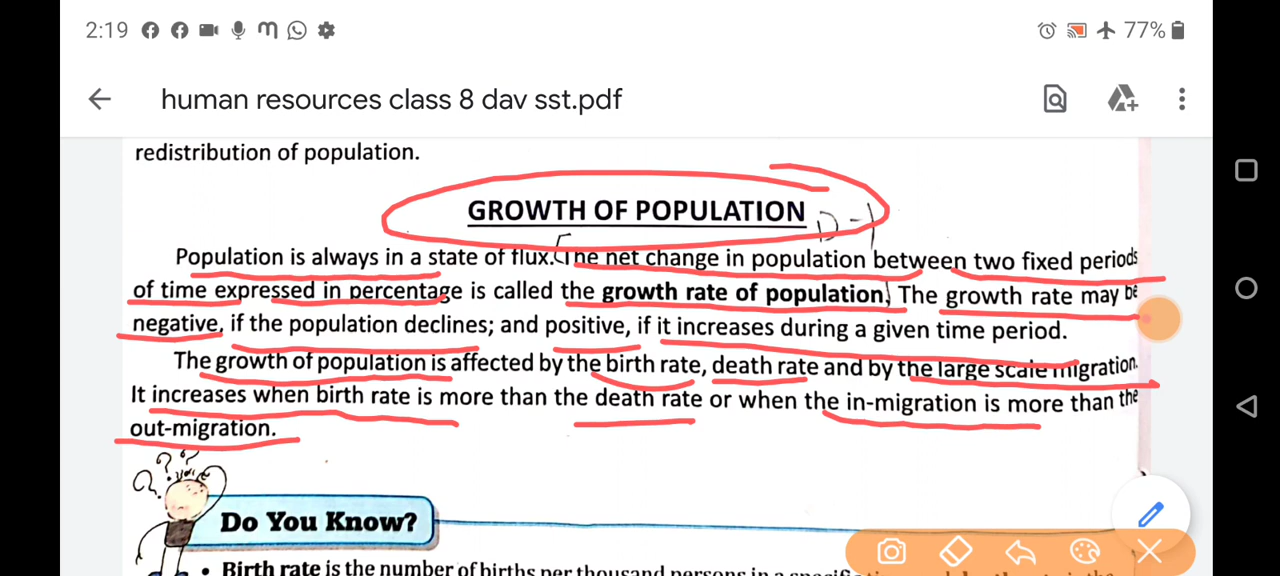 2:19
77%
human resources class 8 dav sst.pdf
redistribution of population.
GROWTH OF POPULATION
D-1
Population is always in a state of flux. The net change in population between two fixed periods
of time expressed in percentage is called the growth rate of population. The growth rate may be
negative, if the population declines; and positive, if it increases during a given time period.
The growth of population is affected by the birth rate, death rate and by the large scale migration.
It increases when birth rate is more than the death rate or when the in-migration is more than the
out-migration.
???
Do You Know?
• Birth rate is the number of births per thousand persons in a